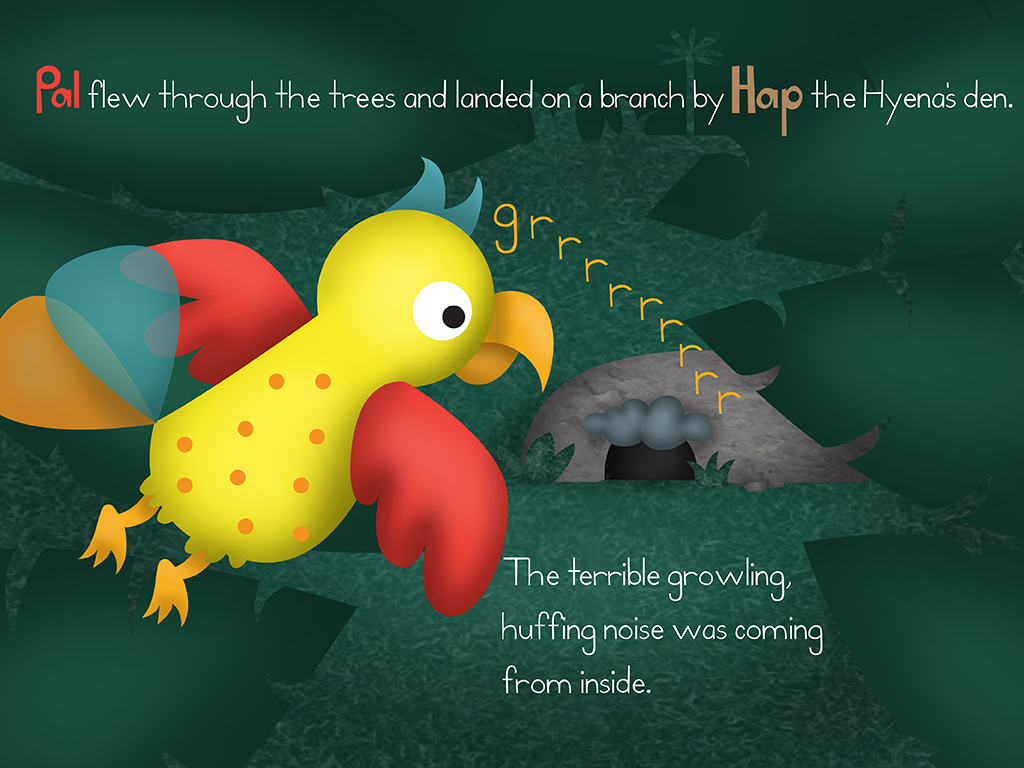 Pal flew through the trees and landed on a branch by Hap the Hyena's den.
grrrrrrrrrr
The terrible growling,
huffing noise was coming
from inside.